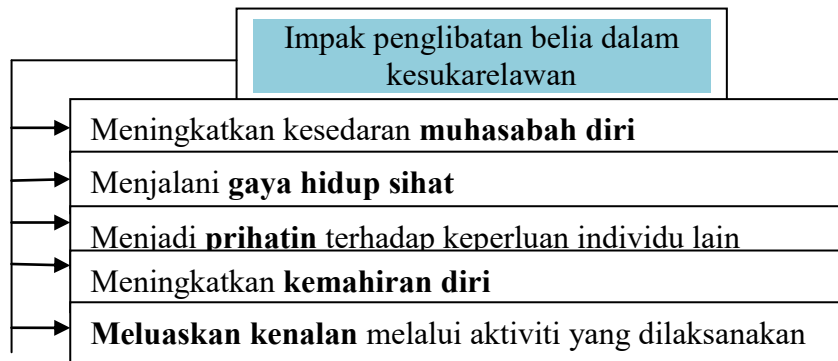 Impak penglibatan belia dalam
kesukarelawan
Meningkatkan kesedaran muhasabah diri
Menjalani gaya hidup sihat
Menjadi prihatin terhadap keperluan individu lain
Meningkatkan kemahiran diri
Meluaskan kenalan melalui aktiviti yang dilaksanakan